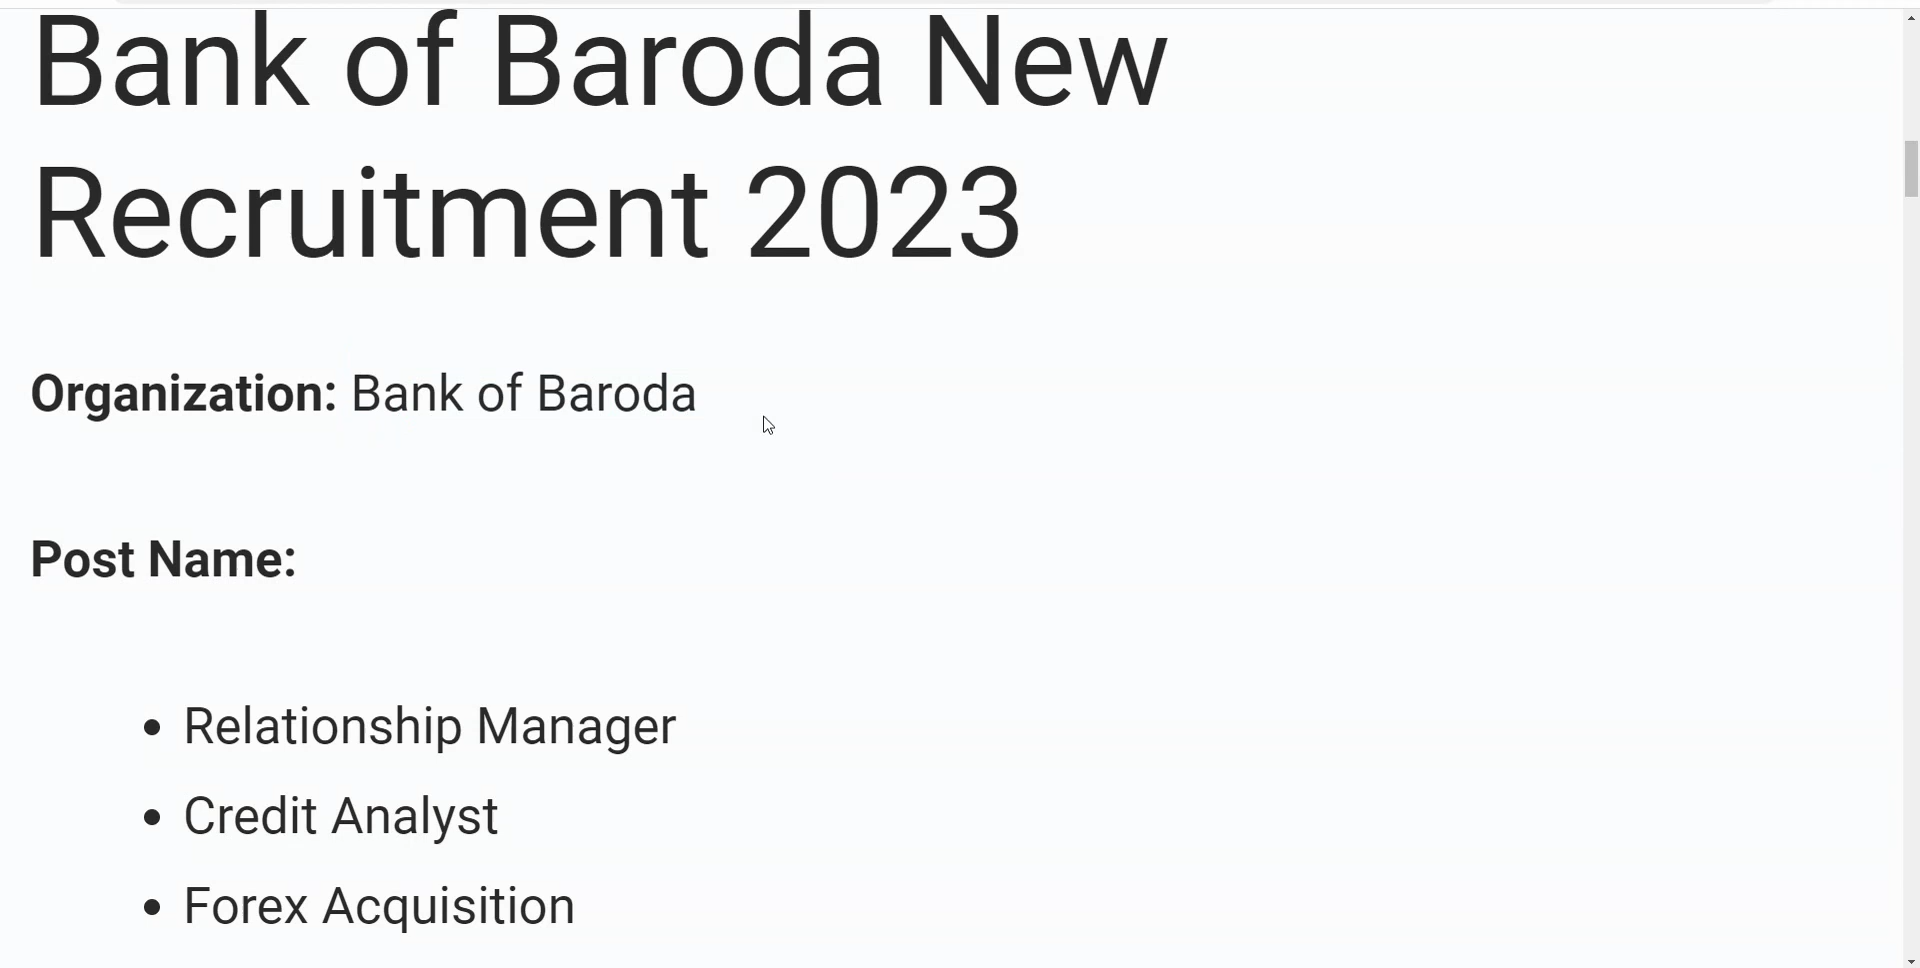 Bank of Baroda New
Recruitment 2023
Organization: Bank of Baroda
Post Name:
• Relationship Manager
• Credit Analyst
• Forex Acquisition